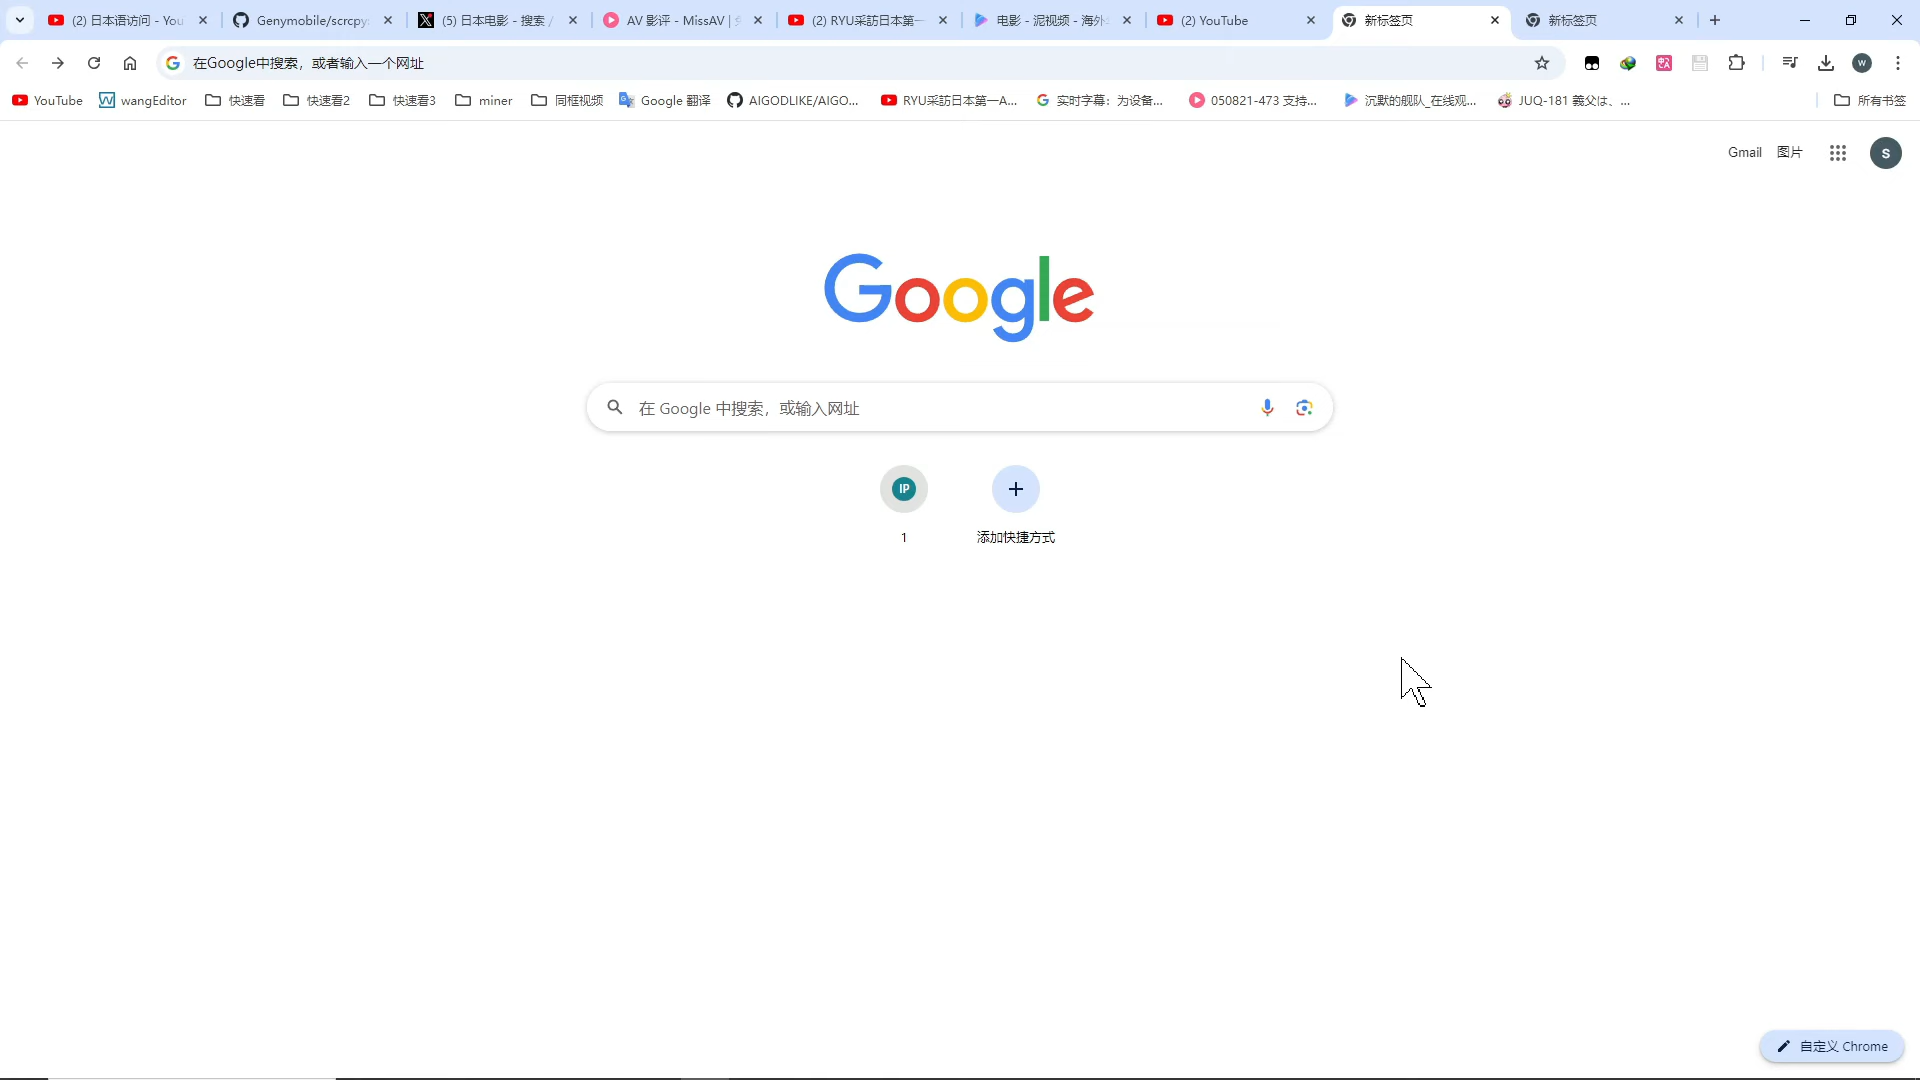 (2) 日本语访问 - You
Genymobile/scrcpy:
(5) 日本电影 - 搜索 /
AV 影评 - MissAV |
(2) RYU采訪日本第一
电影 - 泥视频 - 海外
(2) YouTube
新标签页
新标签页
在Google中搜索，或者输入一个网址
W
YouTube
wangEditor
快速看
快速看2
快速看3
miner
同框视频
Google 翻译
AIGODLIKE/AIGO...
RYU采訪日本第一A...
实时字幕：为设备...
050821-473 支持...
沉默的舰队_在线观...
JUQ-181 義父は、...
所有书签
Gmail
图片
S
Google
在 Google 中搜索，或输入网址
IP
1
添加快捷方式
自定义 Chrome